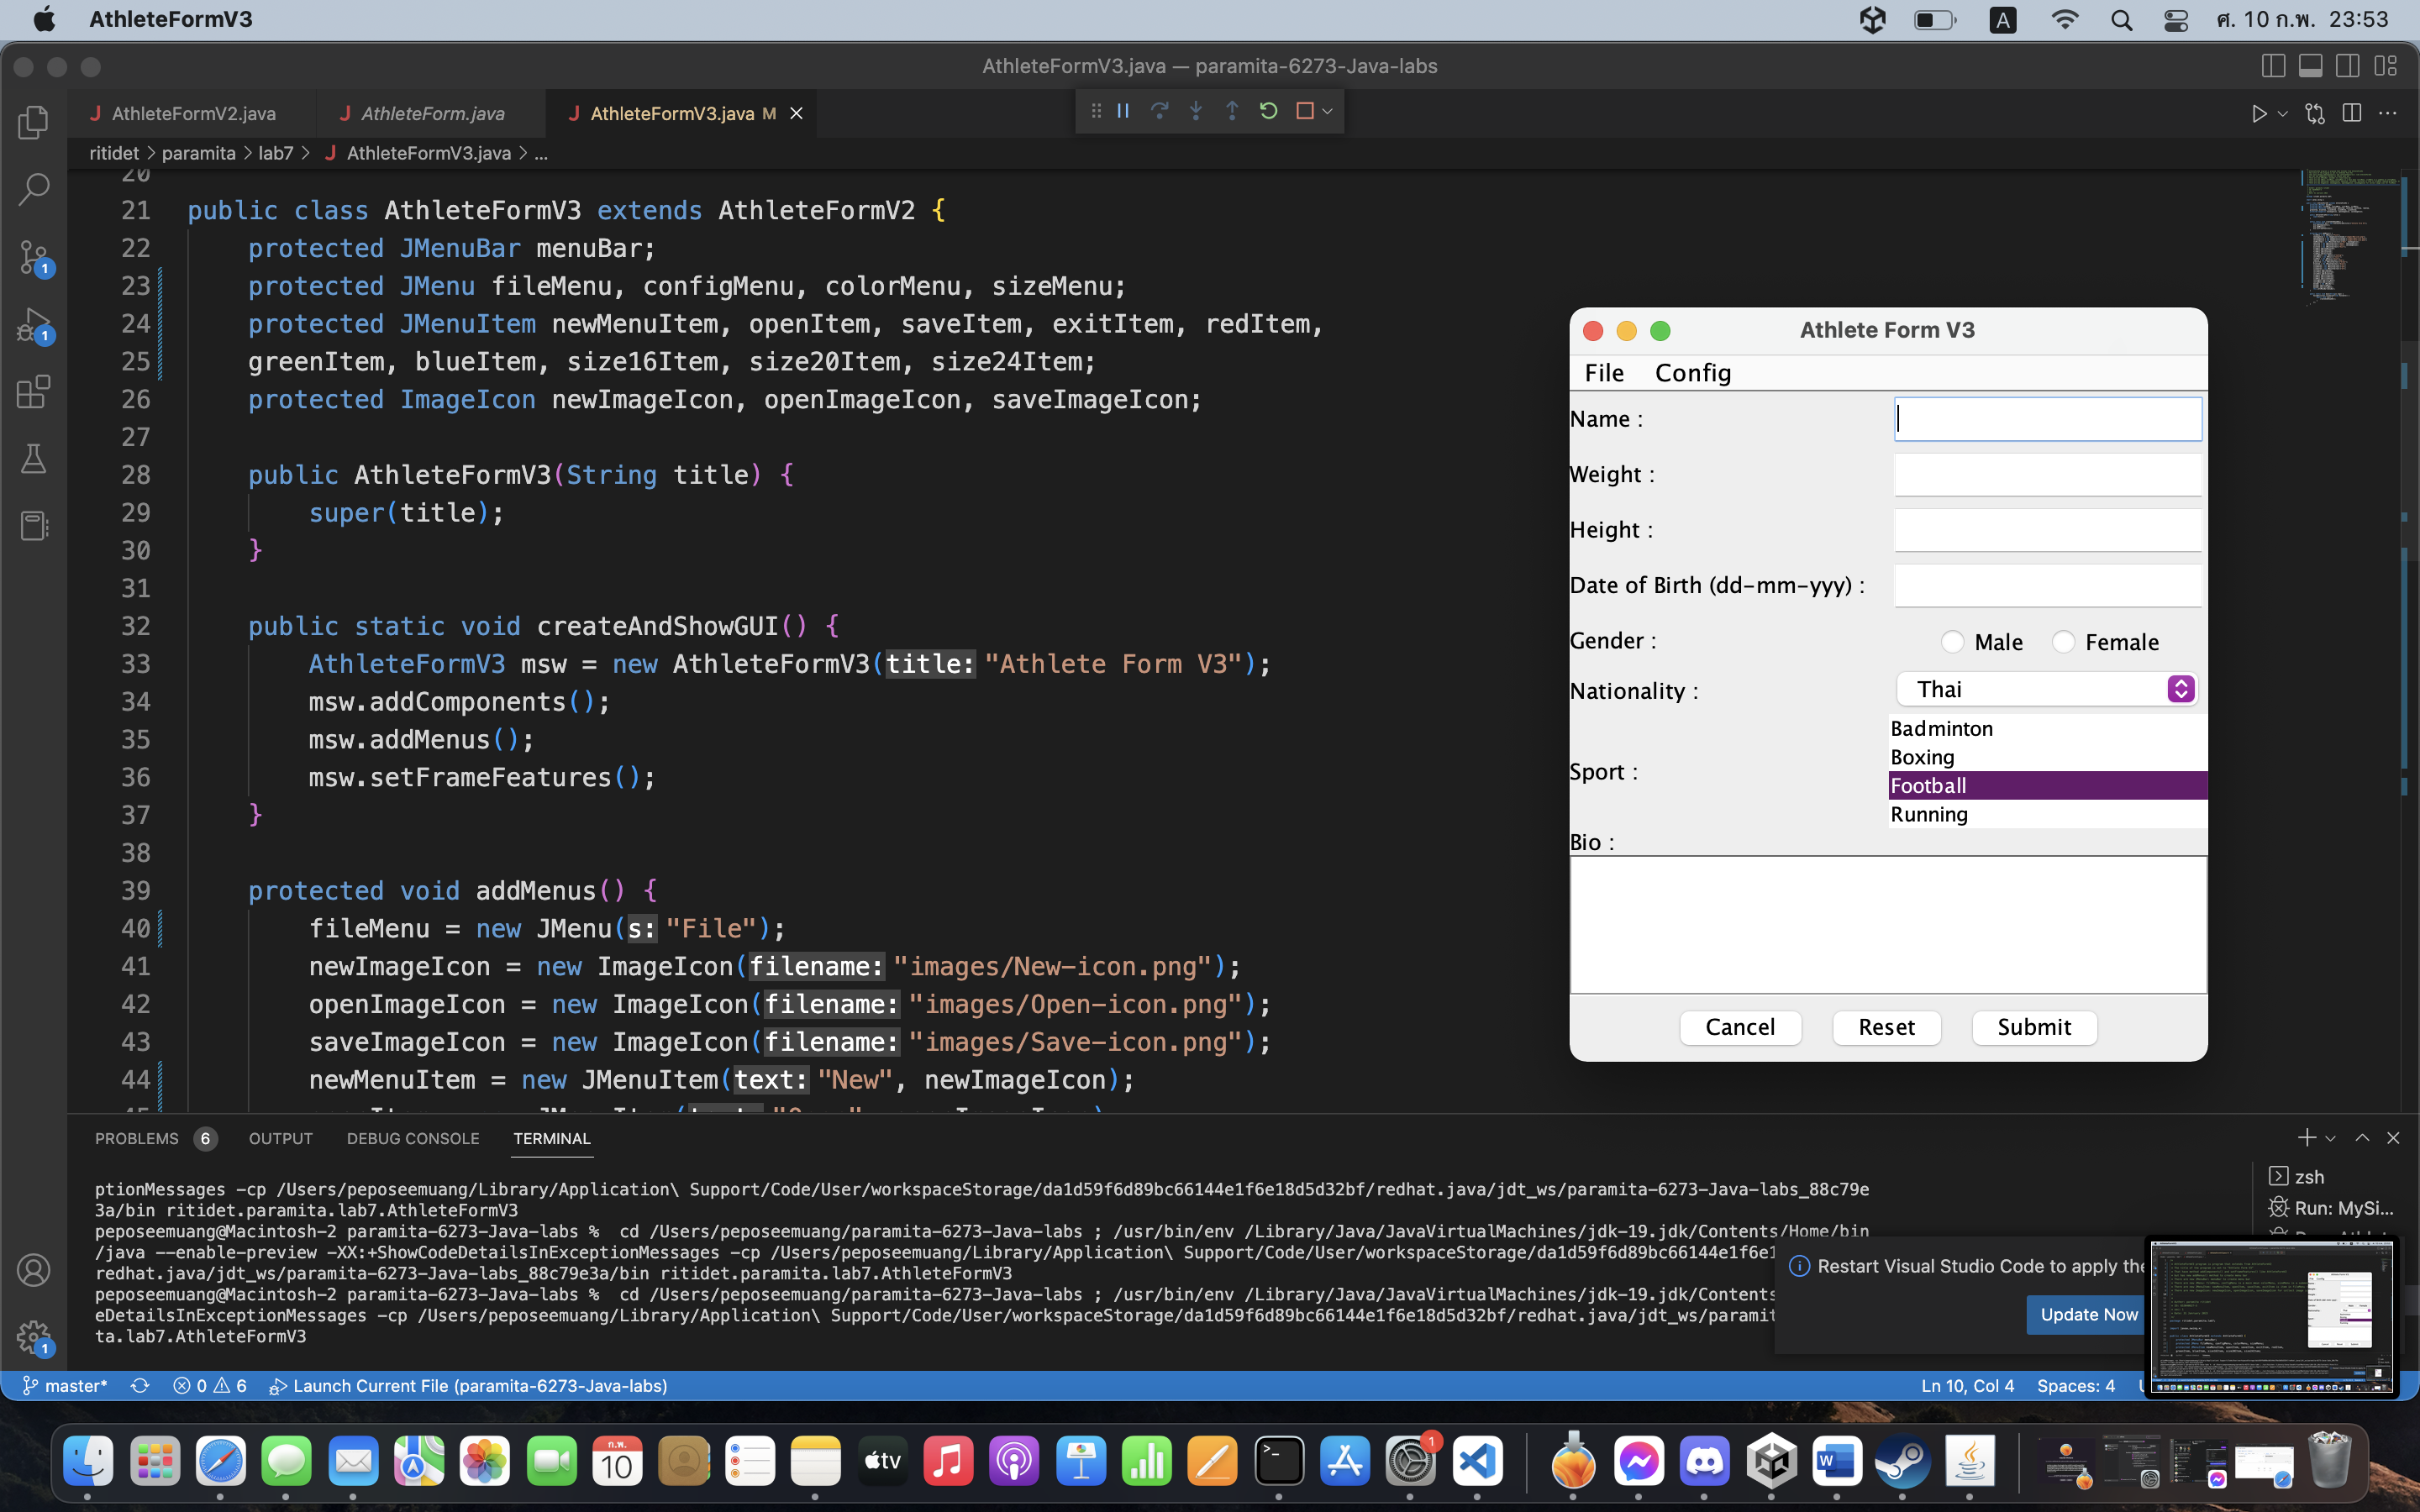 AthleteFormV3
A
ศ. 10 ก.พ. 23:53
AthleteFormV3.java — paramita-6273-Java-labs
J AthleteFormV2.java
J AthleteForm.java
J AthleteFormV3.java M
ritidet > paramita > lab7 > J AthleteFormV3.java > ...
20
21 public class AthleteFormV3 extends AthleteFormV2 {
22 protected JMenuBar menuBar;
23 protected JMenu fileMenu, configMenu, colorMenu, sizeMenu;
24 protected JMenuItem newMenuItem, openItem, saveItem, exitItem, redItem,
25 greenItem, blueItem, size16Item, size20Item, size24Item;
26 protected ImageIcon newImageIcon, openImageIcon, saveImageIcon;
27
28 public AthleteFormV3(String title) {
29 super(title);
30 }
31
32 public static void createAndShowGUI() {
33 AthleteFormV3 msw = new AthleteFormV3(title: "Athlete Form V3");
34 msw.addComponents();
35 msw.addMenus();
36 msw.setFrameFeatures();
37 }
38
39 protected void addMenus() {
40 fileMenu = new JMenu(s: "File");
41 newImageIcon = new ImageIcon(filename: "images/New-icon.png");
42 openImageIcon = new ImageIcon(filename: "images/Open-icon.png");
43 saveImageIcon = new ImageIcon(filename: "images/Save-icon.png");
44 newMenuItem = new JMenuItem(text: "New", newImageIcon);
Athlete Form V3
File Config
Name :
Weight :
Height :
Date of Birth (dd-mm-yyy) :
Gender : Male Female
Nationality : Thai
Badminton
Boxing
Sport :
Football
Running
Bio :
Cancel Reset Submit
PROBLEMS 6 OUTPUT DEBUG CONSOLE TERMINAL
ptionMessages -cp /Users/peposeemuang/Library/Application\ Support/Code/User/workspaceStorage/da1d59f6d89bc66144e1f6e18d5d32bf/redhat.java/jdt_ws/paramita-6273-Java-labs_88c79e
3a/bin ritidet.paramita.lab7.AthleteFormV3
peposeemuang@Macintosh-2 paramita-6273-Java-labs % cd /Users/peposeemuang/paramita-6273-Java-labs ; /usr/bin/env /Library/Java/JavaVirtualMachines/jdk-19.jdk/Contents/Home/bin
/java --enable-preview -XX:+ShowCodeDetailsInExceptionMessages -cp /Users/peposeemuang/Library/Application\ Support/Code/User/workspaceStorage/da1d59f6d89bc66144e1f6e1
redhat.java/jdt_ws/paramita-6273-Java-labs_88c79e3a/bin ritidet.paramita.lab7.AthleteFormV3
peposeemuang@Macintosh-2 paramita-6273-Java-labs % cd /Users/peposeemuang/paramita-6273-Java-labs ; /usr/bin/env /Library/Java/JavaVirtualMachines/jdk-19.jdk/Contents
eDetailsInExceptionMessages -cp /Users/peposeemuang/Library/Application\ Support/Code/User/workspaceStorage/da1d59f6d89bc66144e1f6e18d5d32bf/redhat.java/jdt_ws/paramit
ta.lab7.AthleteFormV3
zsh
Run: MySi...
Restart Visual Studio Code to apply the
Update Now
master* 0 6 Launch Current File (paramita-6273-Java-labs)
Ln 10, Col 4 Spaces: 4
ก.พ.
10
tv
1
W